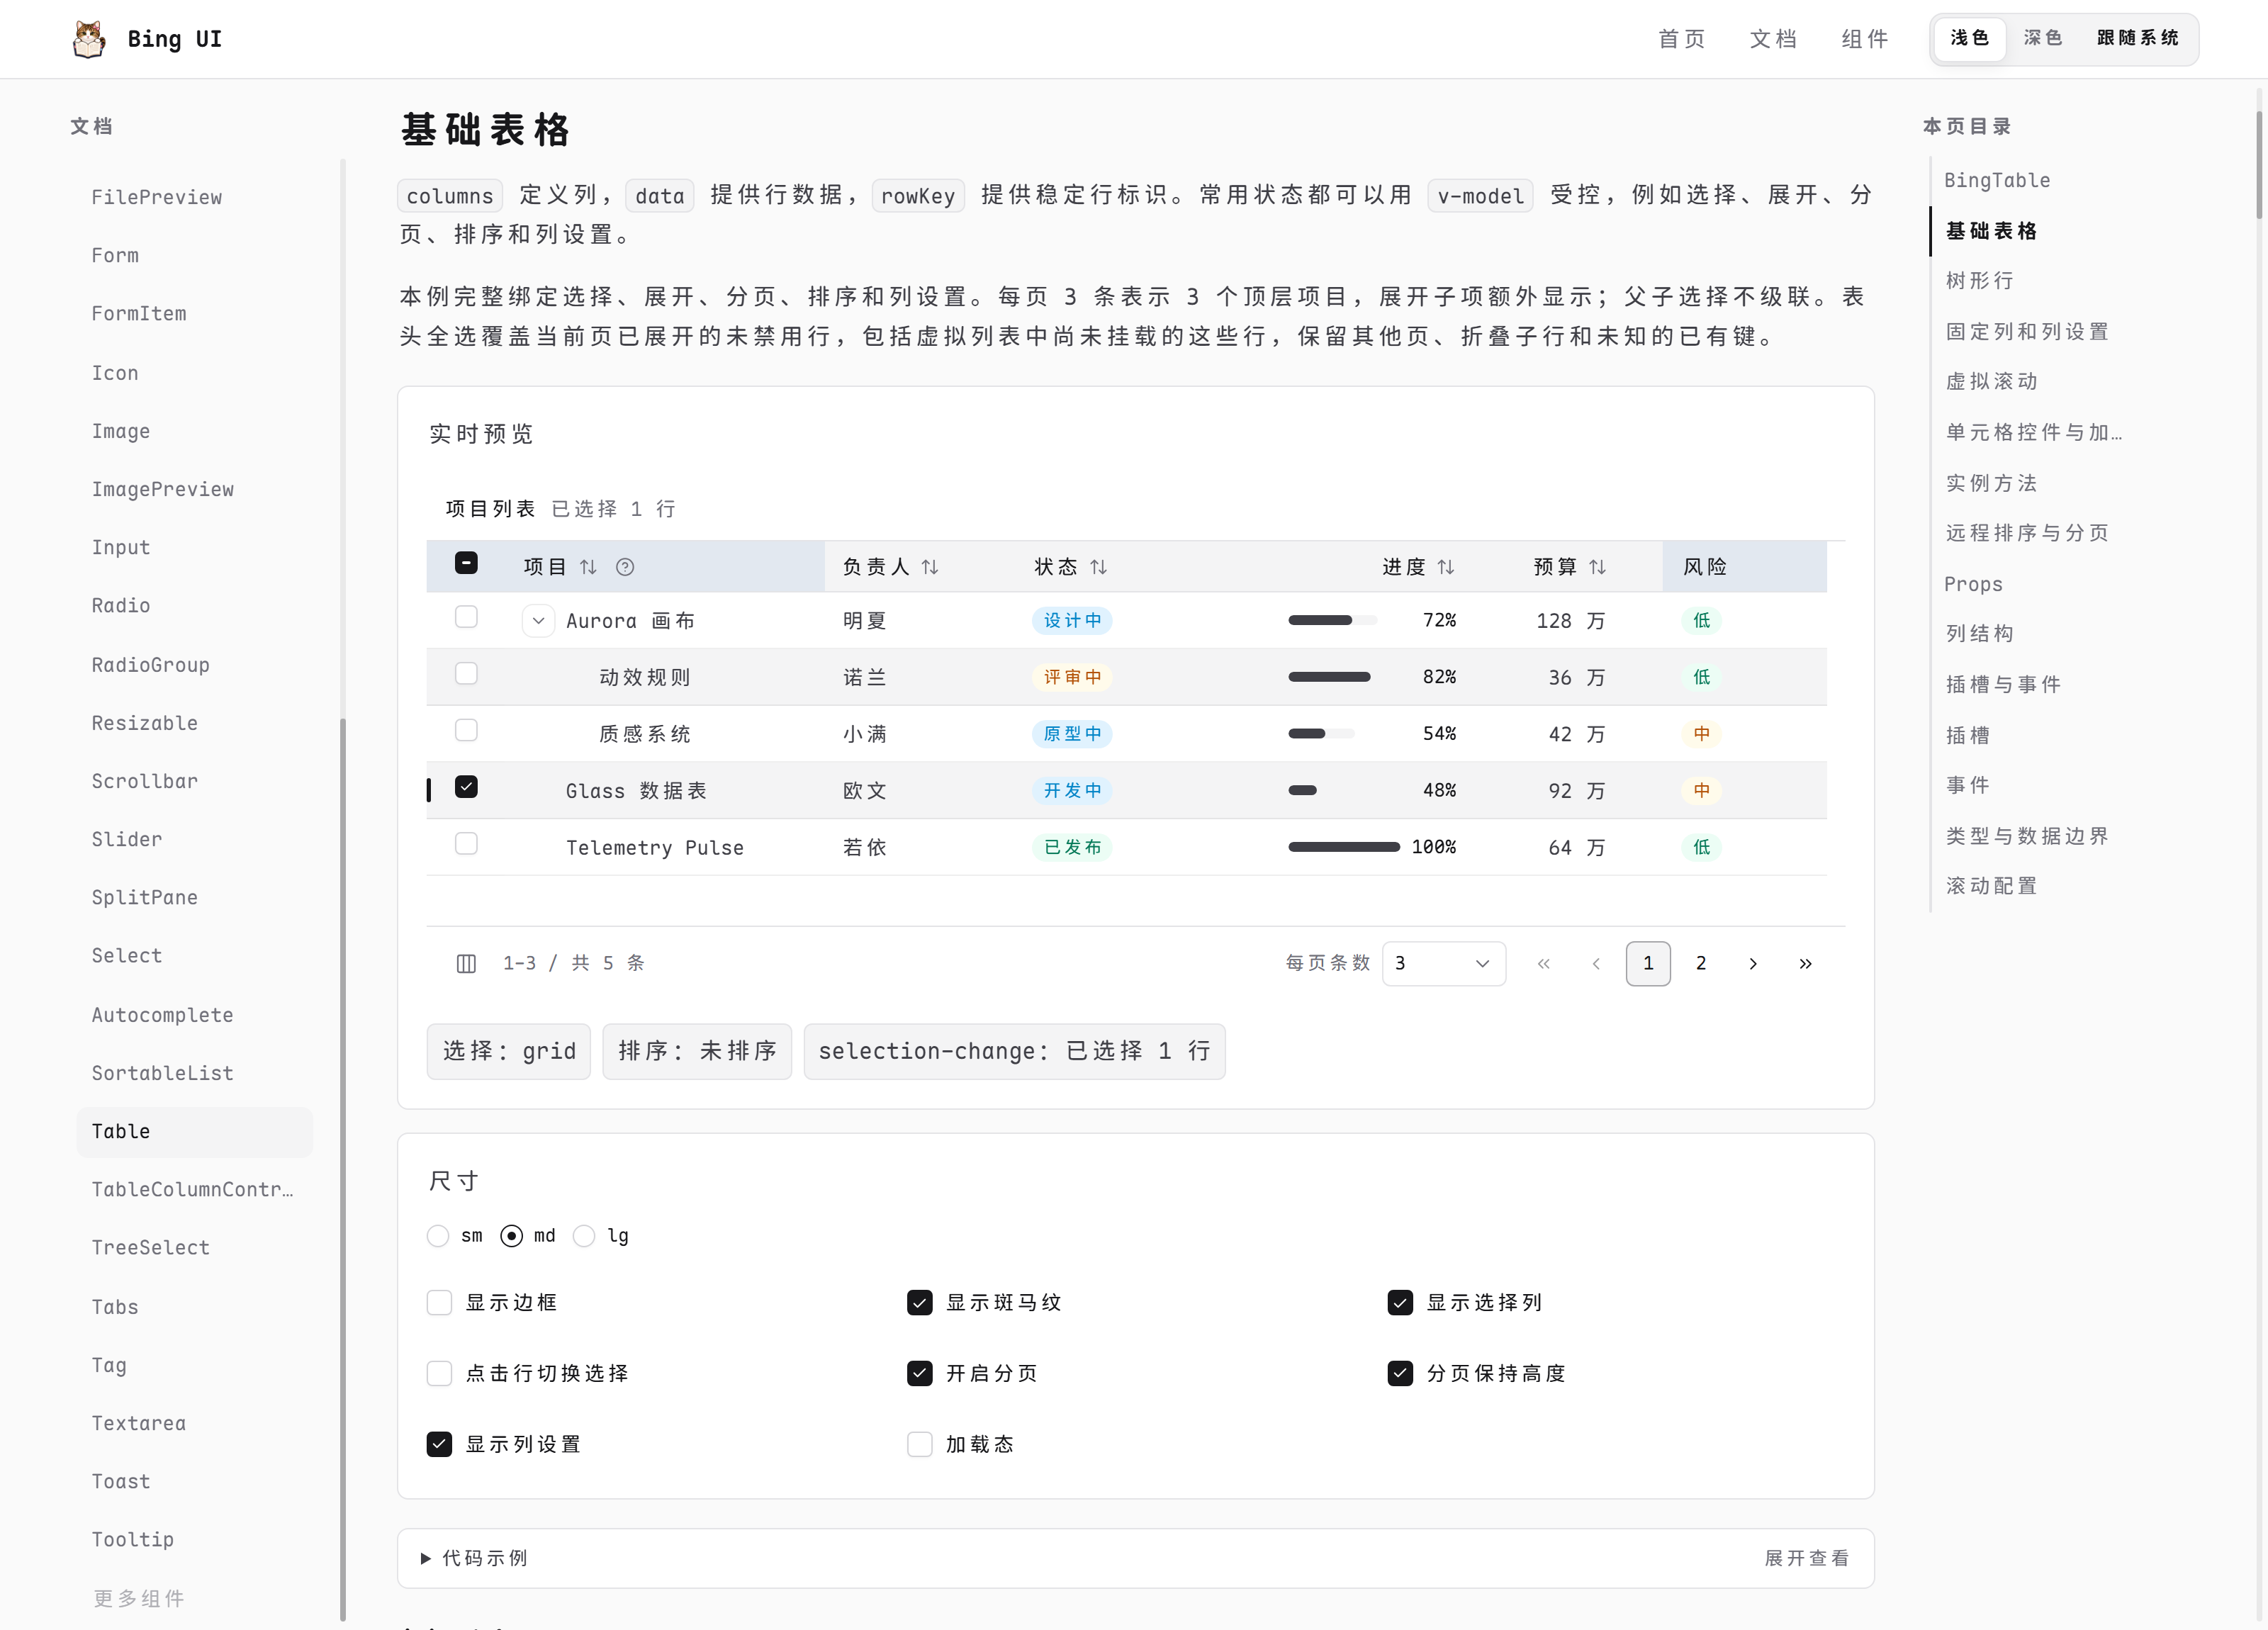 Bing UI
首页
文档
组件
浅色
深色
跟随系统
文档
FilePreview
Form
FormItem
Icon
Image
ImagePreview
Input
Radio
RadioGroup
Resizable
Scrollbar
Slider
SplitPane
Select
Autocomplete
SortableList
Table
TableColumnContr…
TreeSelect
Tabs
Tag
Textarea
Toast
Tooltip
更多组件
基础表格
columns 定义列，data 提供行数据，rowKey 提供稳定行标识。常用状态都可以用 v-model 受控，例如选择、展开、分
页、排序和列设置。
本例完整绑定选择、展开、分页、排序和列设置。每页 3 条表示 3 个顶层项目，展开子项额外显示；父子选择不级联。表
头全选覆盖当前页已展开的未禁用行，包括虚拟列表中尚未挂载的这些行，保留其他页、折叠子行和未知的已有键。
实时预览
项目列表 已选择 1 行
项目 负责人 状态 进度 预算 风险
Aurora 画布 明夏 设计中 72% 128 万 低
动效规则 诺兰 评审中 82% 36 万 低
质感系统 小满 原型中 54% 42 万 中
Glass 数据表 欧文 开发中 48% 92 万 中
Telemetry Pulse 若依 已发布 100% 64 万 低
1-3 / 共 5 条
每页条数 3 « ‹ 1 2 › »
选择：grid
排序：未排序
selection-change：已选择 1 行
尺寸
sm md lg
显示边框 显示斑马纹 显示选择列
点击行切换选择 开启分页 分页保持高度
显示列设置 加载态
代码示例
展开查看
本页目录
BingTable
基础表格
树形行
固定列和列设置
虚拟滚动
单元格控件与加…
实例方法
远程排序与分页
Props
列结构
插槽与事件
插槽
事件
类型与数据边界
滚动配置